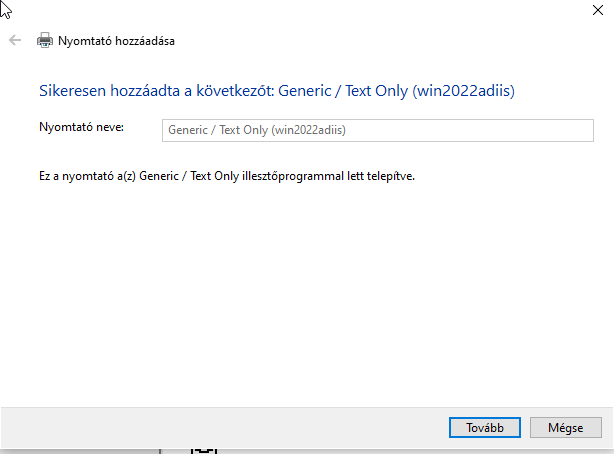 Nyomtató hozzáadása
Sikeresen hozzáadta a következőt: Generic / Text Only (win2022adiis)
Nyomtató neve:
Generic / Text Only (win2022adiis)
Ez a nyomtató a(z) Generic / Text Only illesztőprogrammal lett telepítve.
Tovább
Mégse